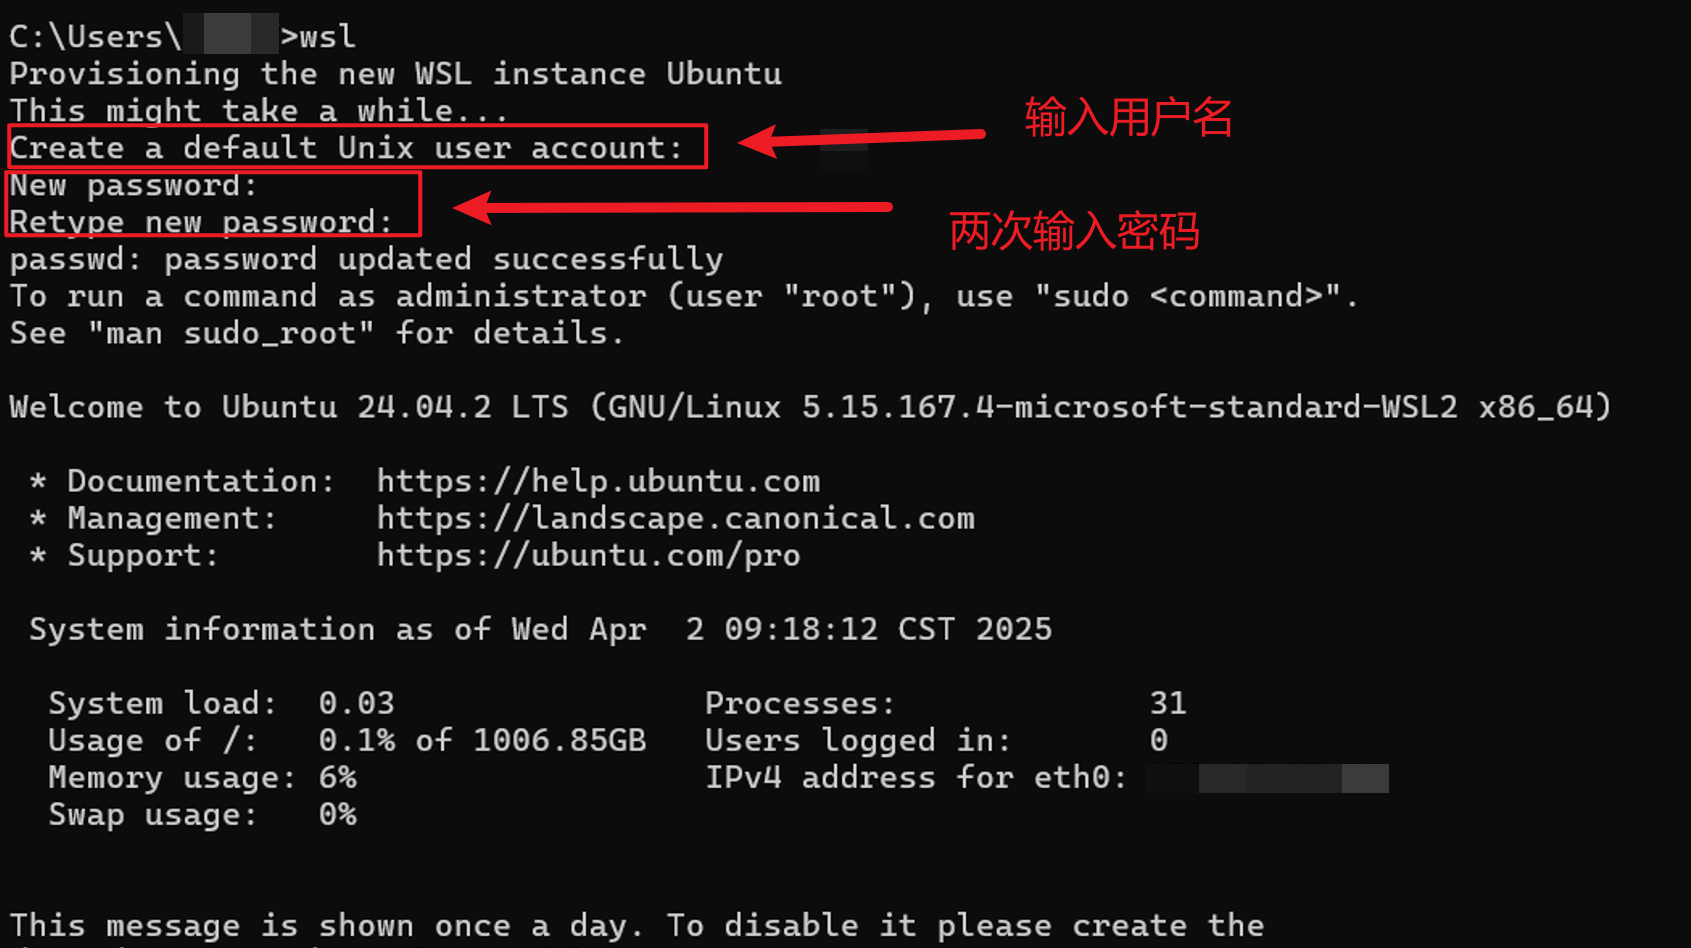 C:\Users\ >wsl
Provisioning the new WSL instance Ubuntu
This might take a while...
输入用户名
Create a default Unix user account:
New password:
Retype new password:
两次输入密码
passwd: password updated successfully
To run a command as administrator (user "root"), use "sudo <command>".
See "man sudo_root" for details.
Welcome to Ubuntu 24.04.2 LTS (GNU/Linux 5.15.167.4-microsoft-standard-WSL2 x86_64)
* Documentation: https://help.ubuntu.com
* Management: https://landscape.canonical.com
* Support: https://ubuntu.com/pro
System information as of Wed Apr 2 09:18:12 CST 2025
System load: 0.03 Processes: 31
Usage of /: 0.1% of 1006.85GB Users logged in: 0
Memory usage: 6% IPv4 address for eth0:
Swap usage: 0%
This message is shown once a day. To disable it please create the